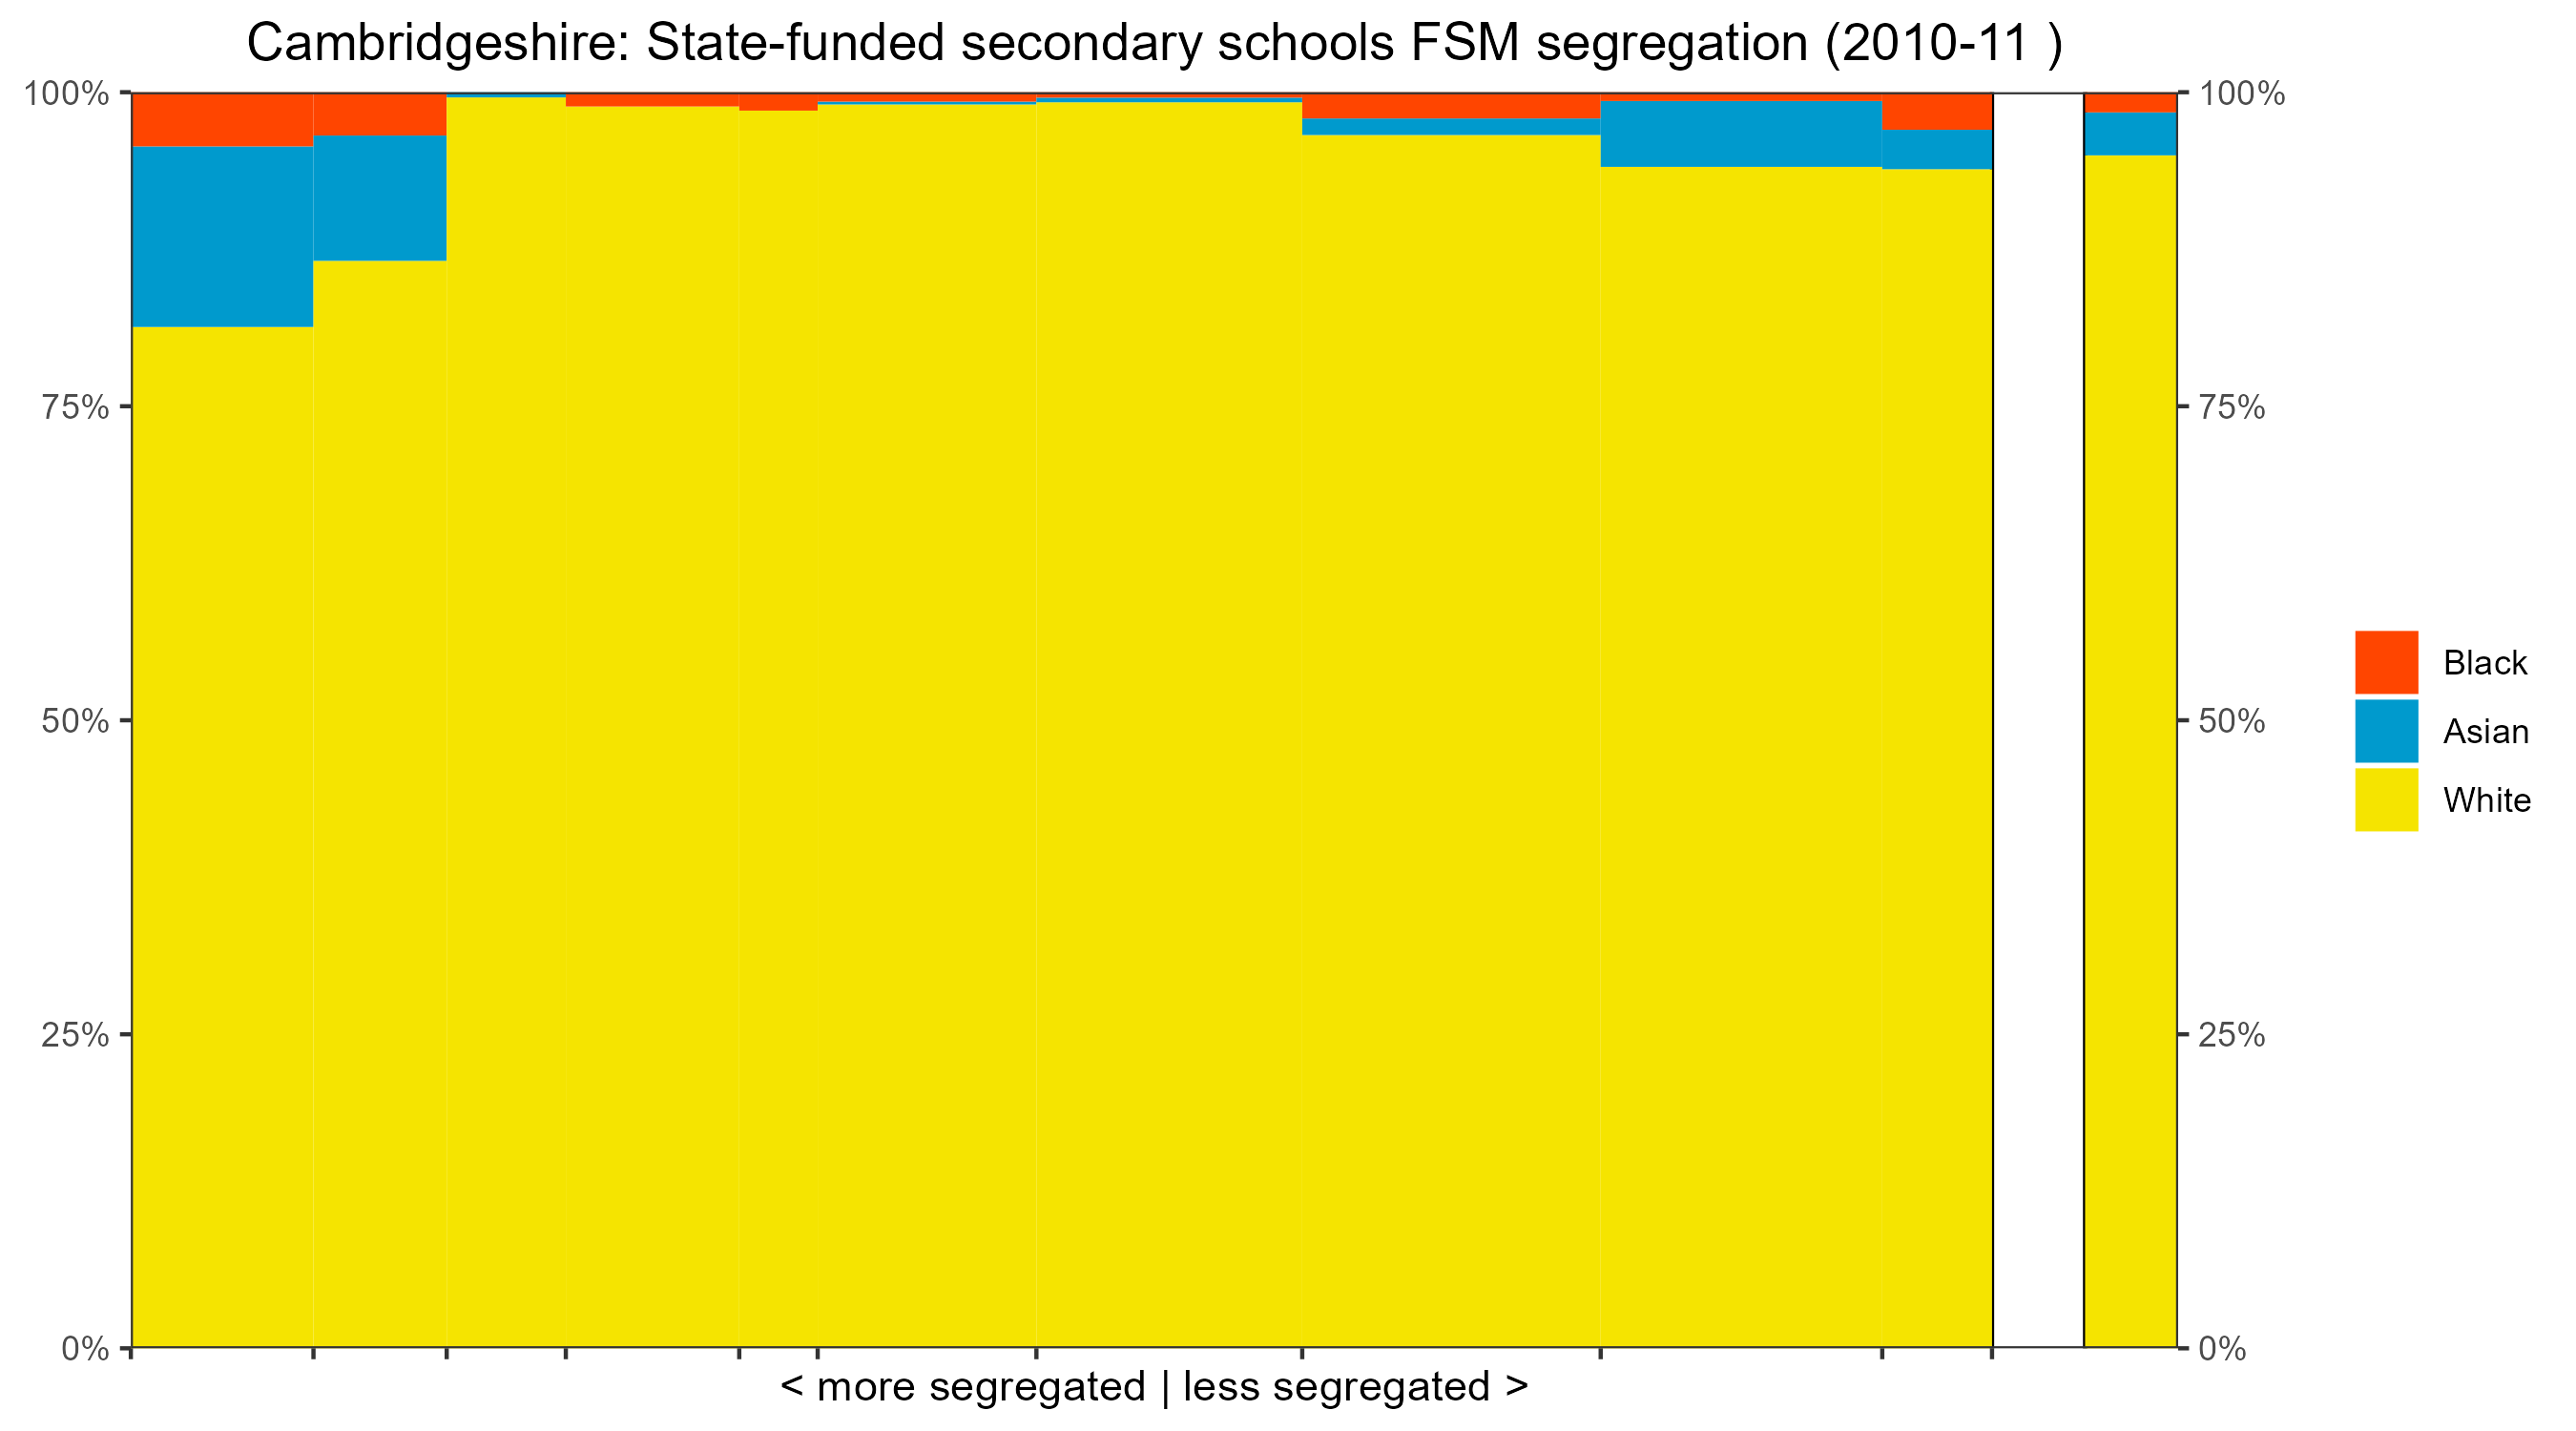 Cambridgeshire: State-funded secondary schools FSM segregation (2010-11 )
100%
75%
50%
25%
0%
100%
75%
50%
25%
0%
Black
Asian
White
< more segregated | less segregated >